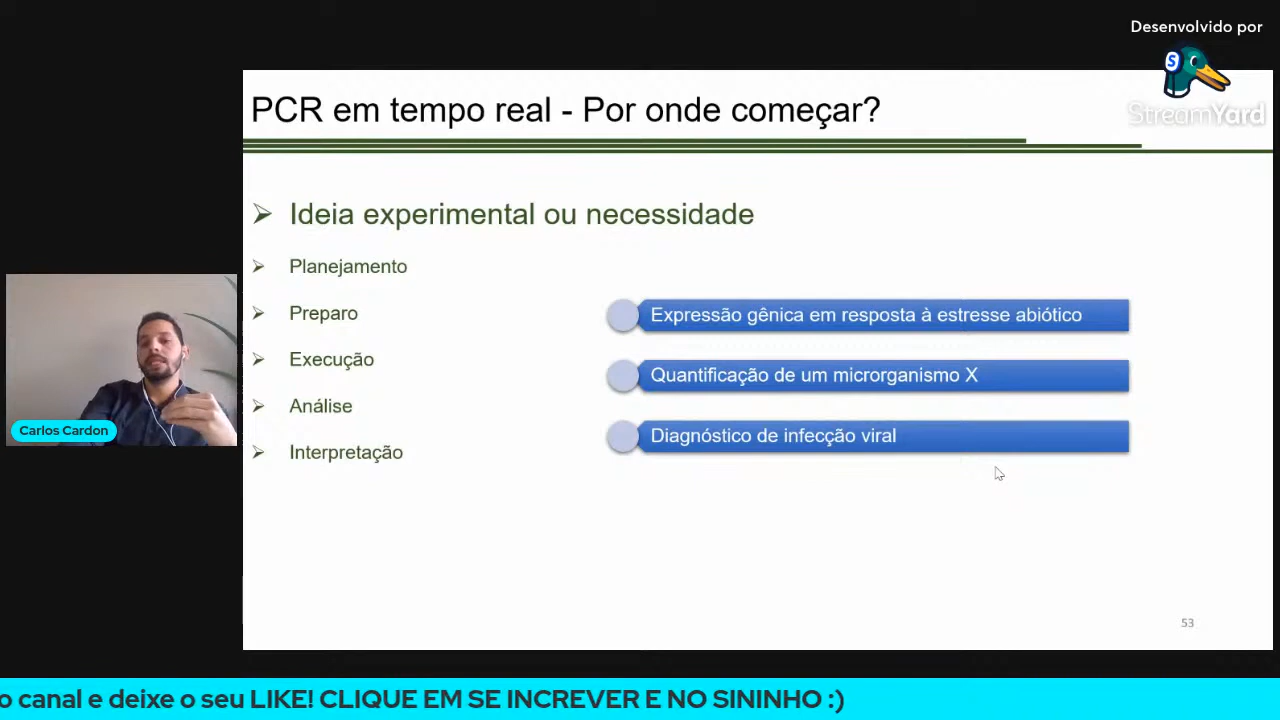 Desenvolvido por
StreamYard
PCR em tempo real - Por onde começar?
Ideia experimental ou necessidade
Planejamento
Preparo
Execução
Análise
Interpretação
Expressão gênica em resposta à estresse abiótico
Quantificação de um microrganismo X
Diagnóstico de infecção viral
Carlos Cardon
53
o canal e deixe o seu LIKE! CLIQUE EM SE INCREVER E NO SININHO :)